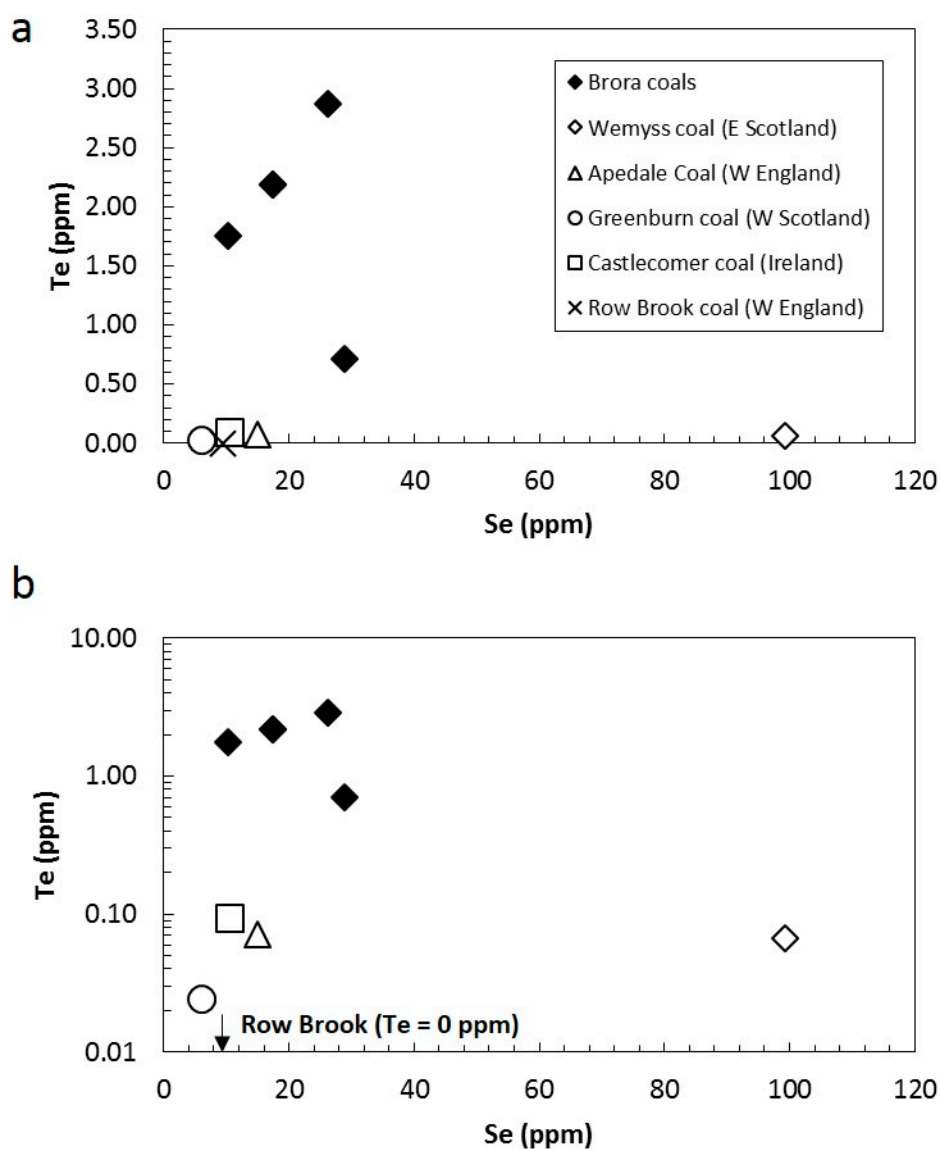 a
3.50
3.00
2.50
2.00
1.50
1.00
0.50
0.00
Te (ppm)
0 20 40 60 80 100 120
Se (ppm)
Brora coals
Wemyss coal (E Scotland)
Apedale Coal (W England)
Greenburn coal (W Scotland)
Castlecomer coal (Ireland)
Row Brook coal (W England)
b
10.00
1.00
0.10
0.01
Te (ppm)
Row Brook (Te = 0 ppm)
0 20 40 60 80 100 120
Se (ppm)